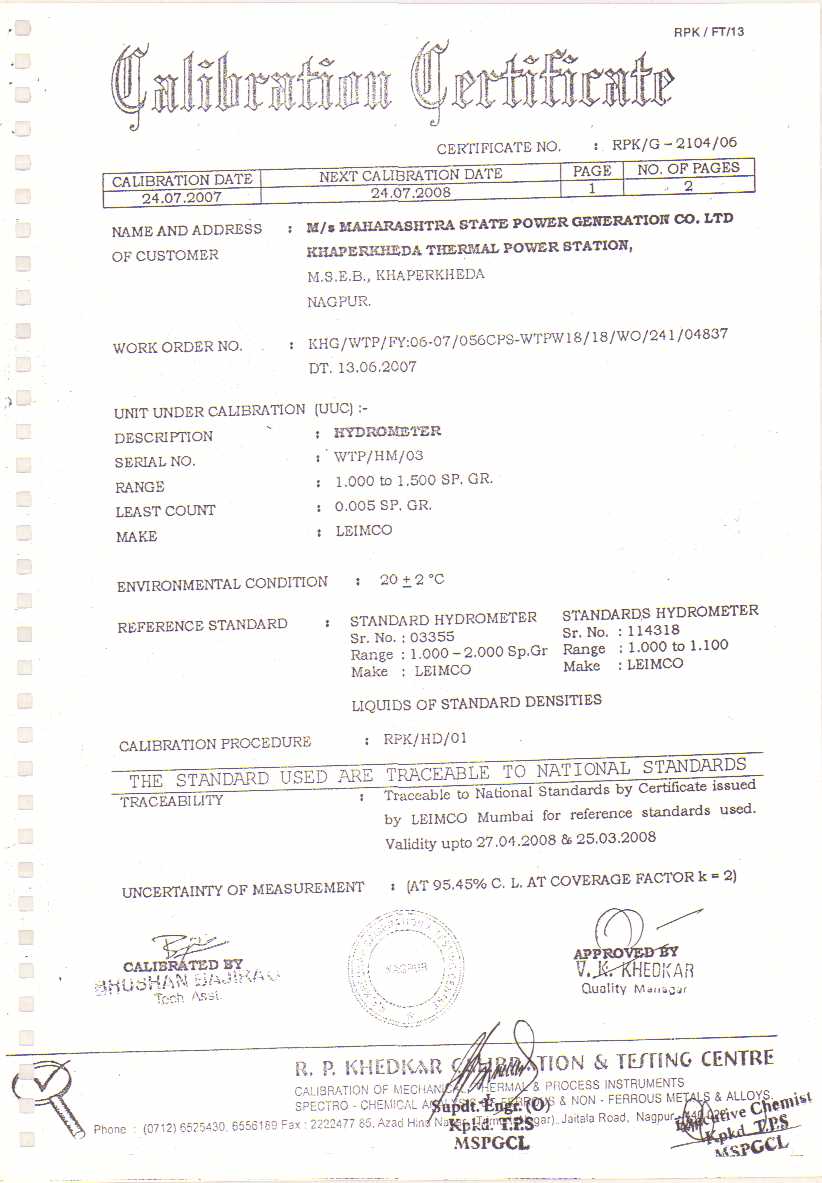 RPK / FT/13
Calibration Certificate
CERTIFICATE NO. : RPK/G – 2104/06
CALIBRATION DATE NEXT CALIBRATION DATE PAGE NO. OF PAGES
24.07.2007 24.07.2008 1 2
NAME AND ADDRESS : M/s MAHARASHTRA STATE POWER GENERATION CO. LTD
OF CUSTOMER KHAPERKHEDA THERMAL POWER STATION,
M.S.E.B., KHAPERKHEDA
NAGPUR.
WORK ORDER NO. : KHG/WTP/FY:06-07/056CPS-WTPW18/18/WO/241/04837
DT. 13.06.2007
UNIT UNDER CALIBRATION (UUC) :-
DESCRIPTION : HYDROMETER
SERIAL NO. : WTP/HM/03
RANGE : 1.000 to 1.500 SP. GR.
LEAST COUNT : 0.005 SP. GR.
MAKE : LEIMCO
ENVIRONMENTAL CONDITION : 20 ± 2 °C
REFERENCE STANDARD : STANDARD HYDROMETER STANDARDS HYDROMETER
Sr. No. : 03355 Sr. No. : 114318
Range : 1.000 – 2.000 Sp.Gr Range : 1.000 to 1.100
Make : LEIMCO Make : LEIMCO
LIQUIDS OF STANDARD DENSITIES
CALIBRATION PROCEDURE : RPK/HD/01
THE STANDARD USED ARE TRACEABLE TO NATIONAL STANDARDS
TRACEABILITY : Traceable to National Standards by Certificate issued
by LEIMCO Mumbai for reference standards used.
Validity upto 27.04.2008 & 25.03.2008
UNCERTAINTY OF MEASUREMENT : (AT 95.45% C. L. AT COVERAGE FACTOR k = 2)
NAGPUR
CALIBRATED BY APPROVED BY
BHUSHAN BAJIRAO V. K. KHEDKAR
Tech Asst. Quality Manager
R. P. KHEDKAR CALIBRATION & TESTING CENTRE
CALIBRATION OF MECHANICAL, THERMAL & PROCESS INSTRUMENTS
SPECTRO - CHEMICAL FERROUS & NON - FERROUS METALS & ALLOYS
Phone : (0712) 6525430, 6556189 Fax : 2222477 85, Azad Hind Nagar, Jaitala Road, Nagpur
Supdt. Engr. (O)
Kpkd. T.P.S
MSPGCL
Executive Chemist
Kpkd T.P.S
MSPGCL